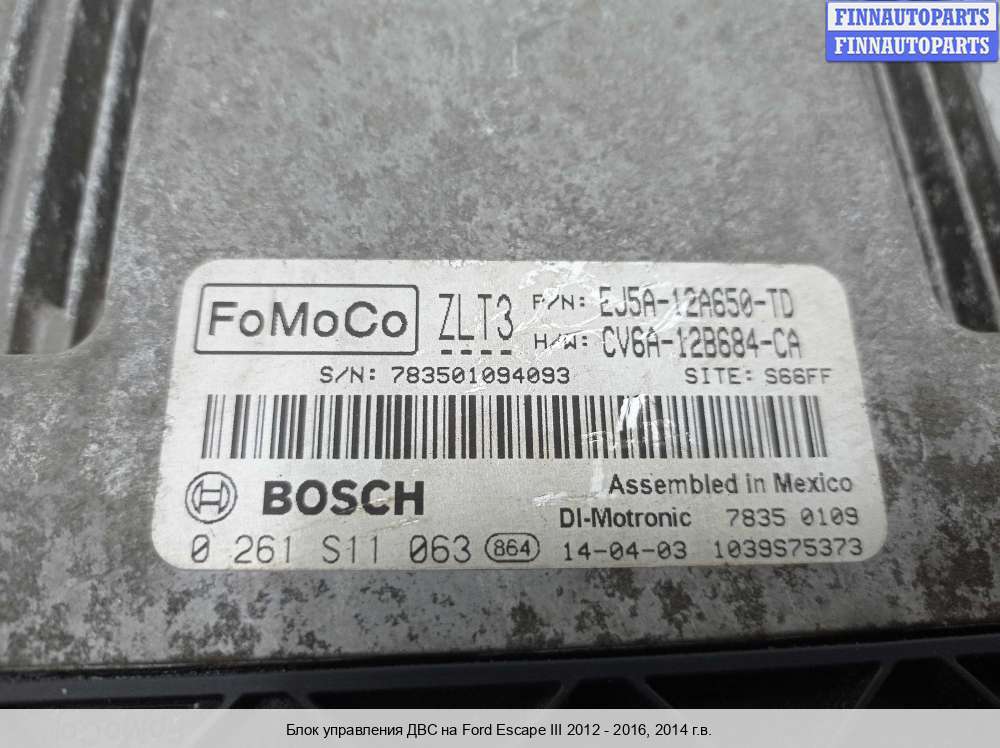 FINNAUTOPARTS
FINNAUTOPARTS
FoMoCo ZLT3 P/N: EJ5A-12A650-TD
H/W: CV6A-12B684-CA
S/N: 783501094093 SITE: S66FF
BOSCH Assembled in Mexico
DI-Motronic 7835 0109
0 261 S11 063 864 14-04-03 1039S75373
Блок управления ДВС на Ford Escape III 2012 - 2016, 2014 г.в.